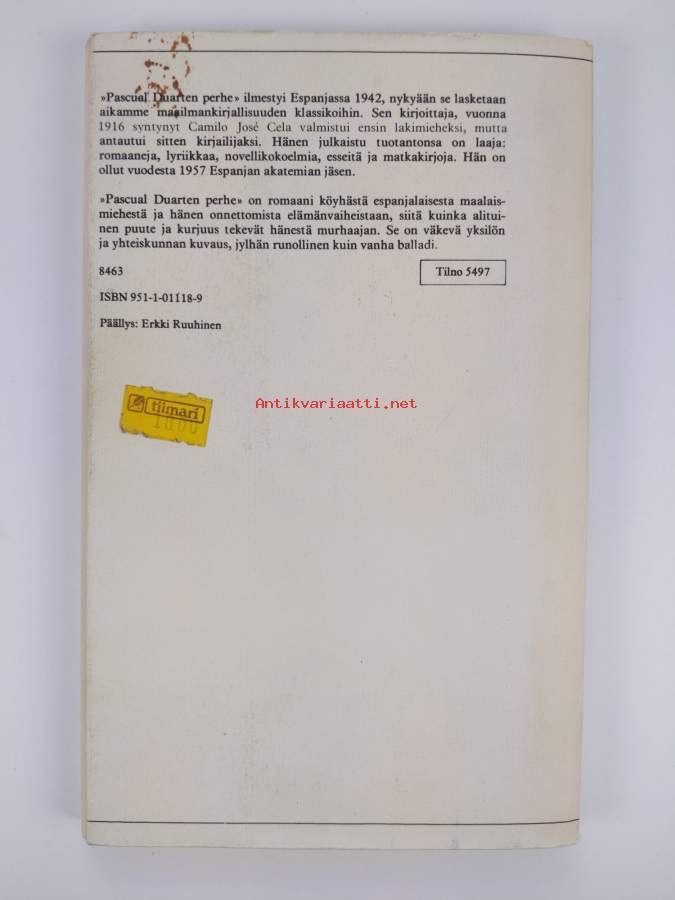 »Pascual Duarten perhe» ilmestyi Espanjassa 1942, nykyään se lasketaan
aikamme maailmankirjallisuuden klassikoihin. Sen kirjoittaja, vuonna
1916 syntynyt Camilo José Cela valmistui ensin lakimieheksi, mutta
antautui sitten kirjailijaksi. Hänen julkaistu tuotantonsa on laaja:
romaaneja, lyriikkaa, novellikokoelmia, esseitä ja matkakirjoja. Hän on
ollut vuodesta 1957 Espanjan akatemian jäsen.
»Pascual Duarten perhe» on romaani köyhästä espanjalaisesta maalais-
miehestä ja hänen onnettomista elämänvaiheistaan, siitä kuinka alitui-
nen puute ja kurjuus tekevät hänestä murhaajan. Se on väkevä yksilön
ja yhteiskunnan kuvaus, jylhän runollinen kuin vanha balladi.
8463
Tilno 5497
ISBN 951-1-01118-9
Päällys: Erkki Ruuhinen
tiimari
Antikvariaatti.net